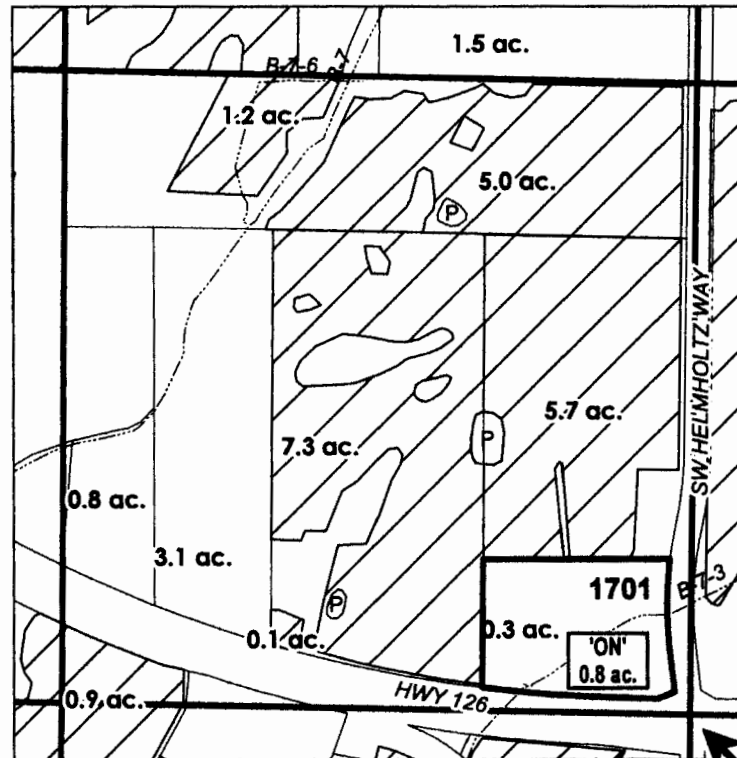 1.5 ac.
B-7-6
B-7
1.2 ac.
5.0 ac.
P
SW HELMHOLTZ WAY
5.7 ac.
7.3 ac.
P
0.8 ac.
3.1 ac.
1701
B-7-3
P
0.1 ac.
0.3 ac.
'ON'
0.8 ac.
HWY 126
0.9 ac.